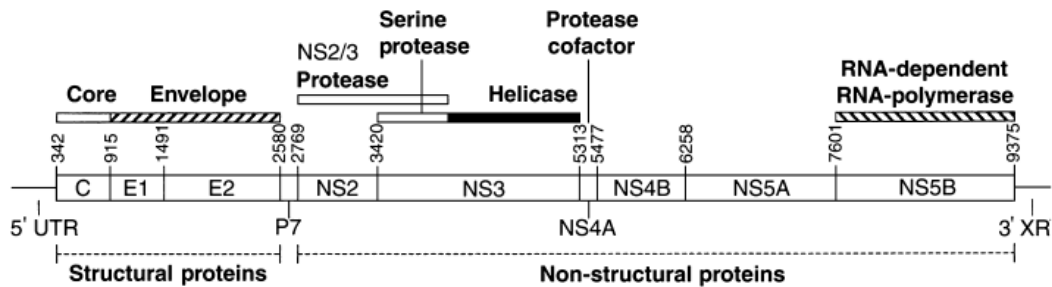 Serine
protease
Protease
cofactor
NS2/3
Protease
Helicase
RNA-dependent
RNA-polymerase
Core Envelope
342 915 1491 2580 2769 3420 5313 5477 6258 7601 9375
C E1 E2 NS2 NS3 NS4B NS5A NS5B
5' UTR P7 NS4A 3' XR
Structural proteins Non-structural proteins